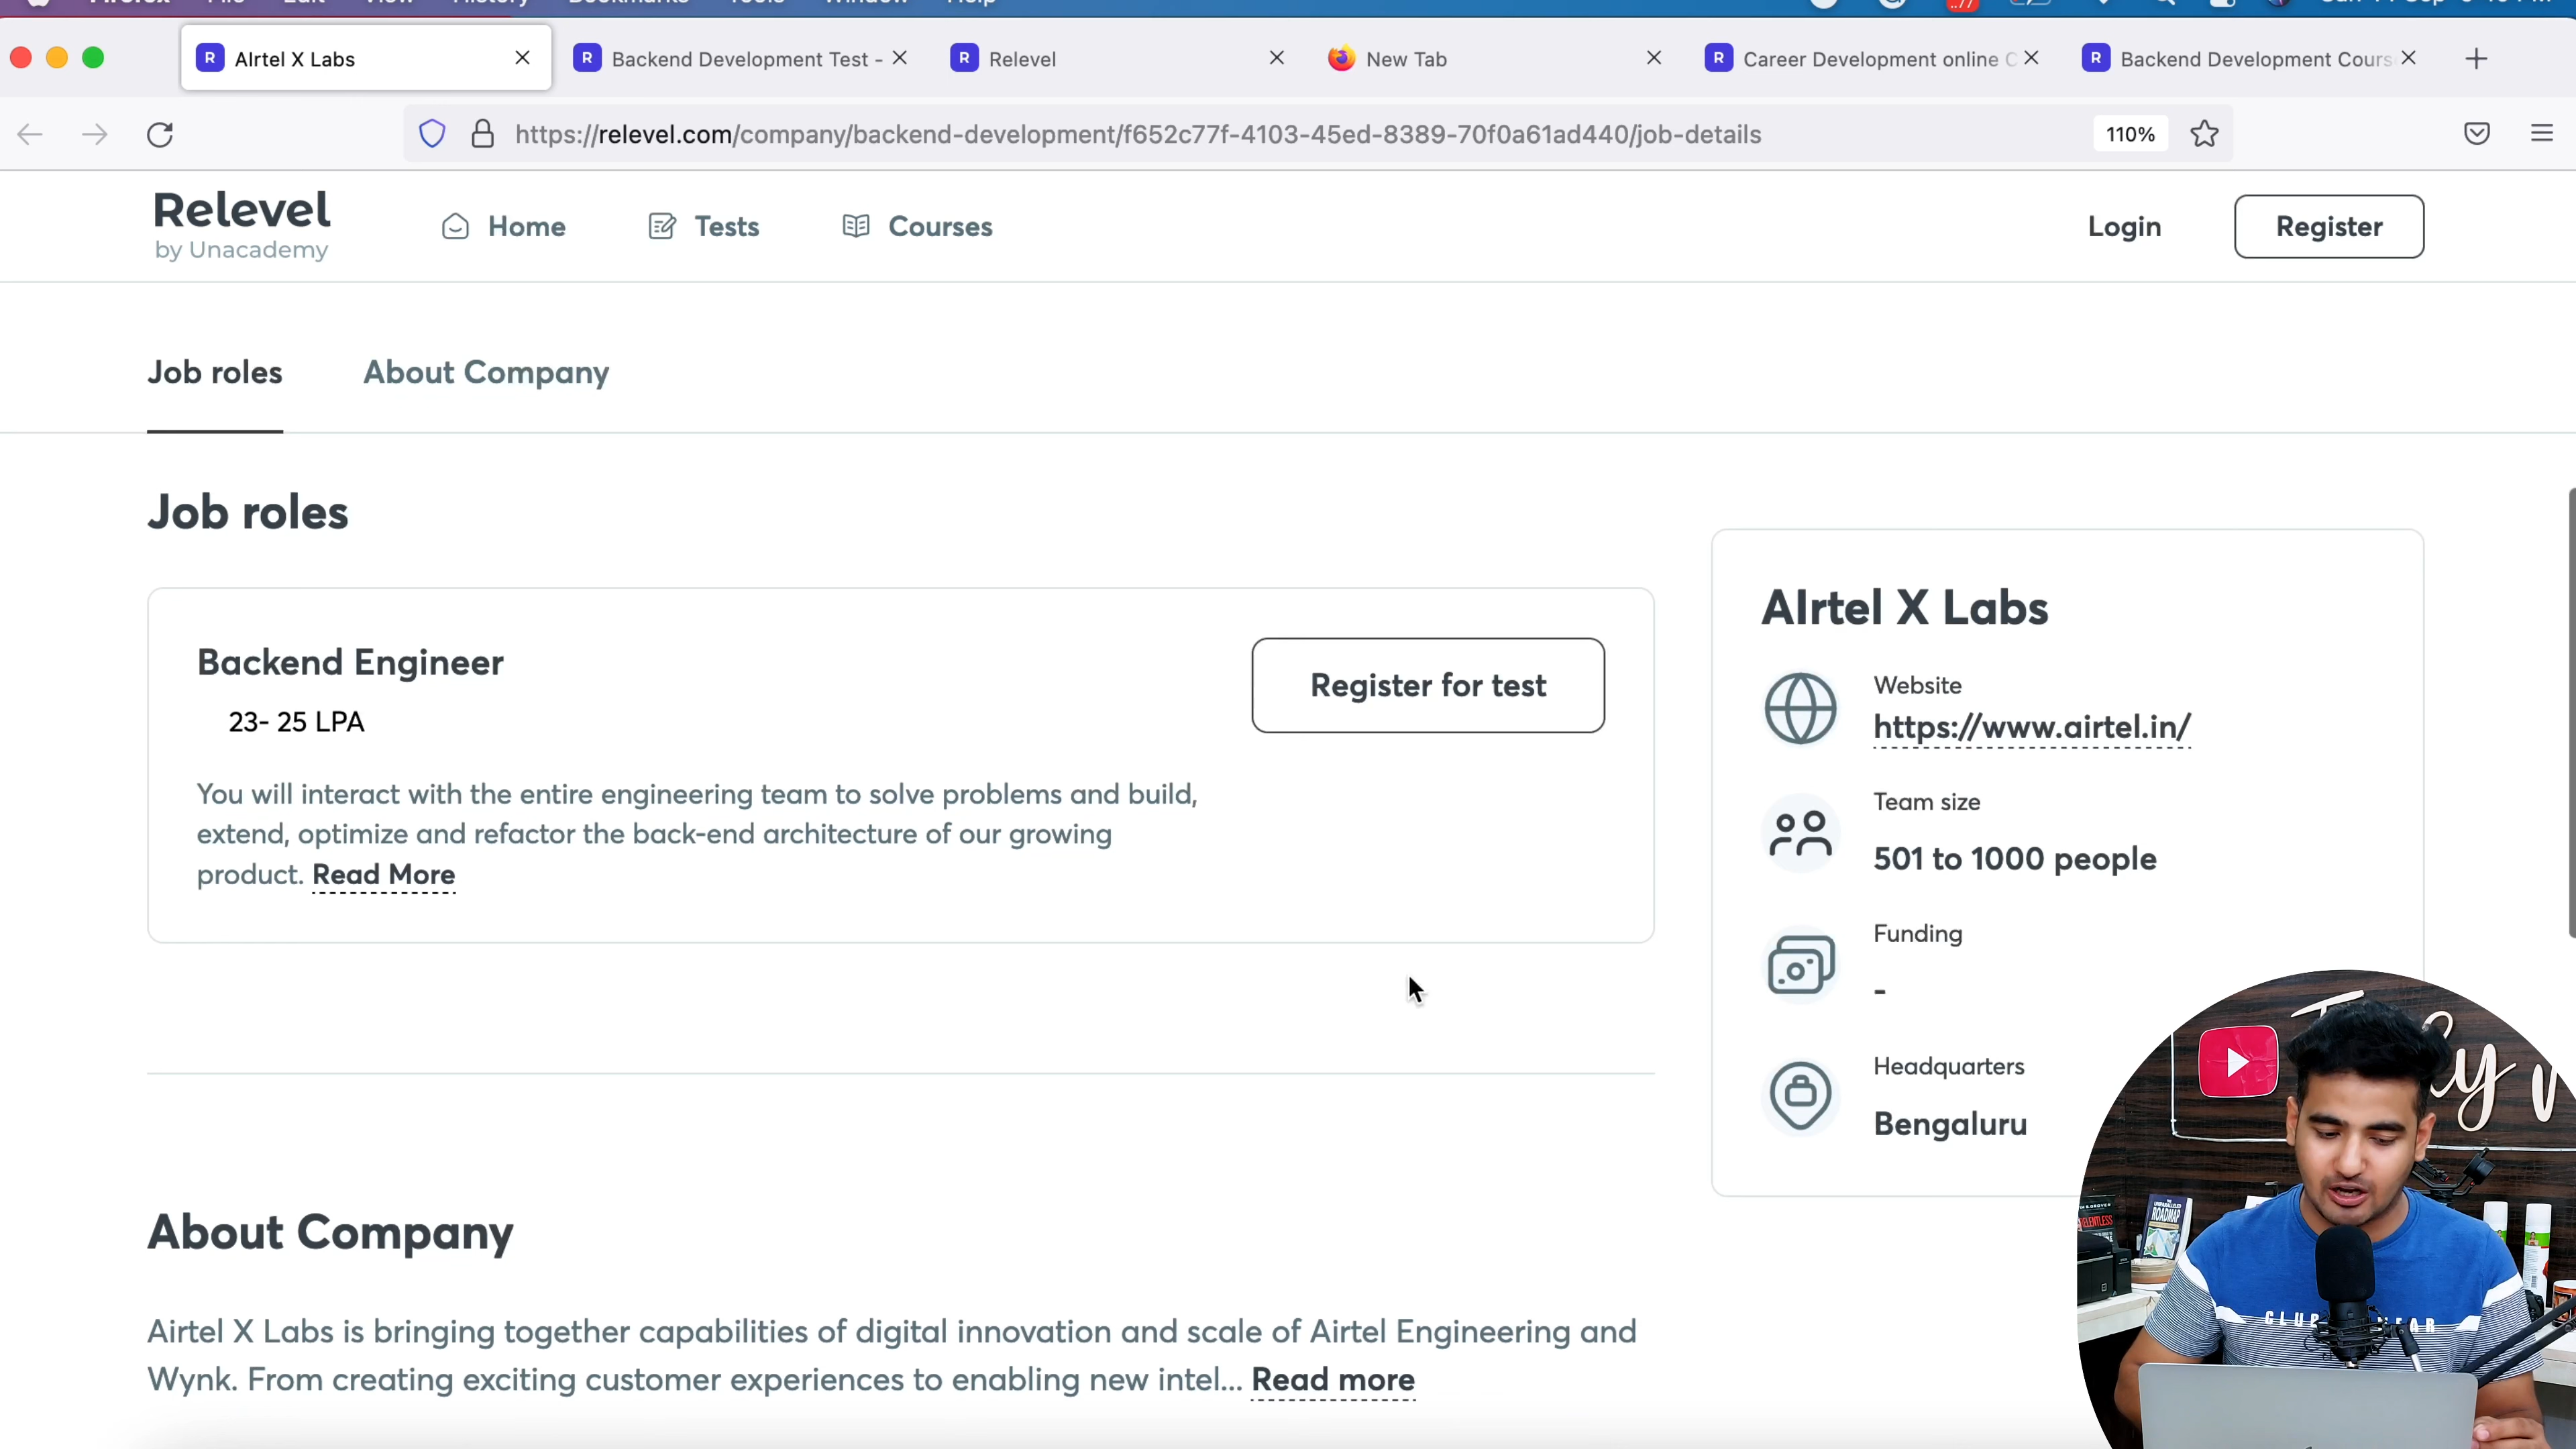 AIrtel X Labs
Backend Development Test -
Relevel
New Tab
Career Development online C
Backend Development Cours
https://relevel.com/company/backend-development/f652c77f-4103-45ed-8389-70f0a61ad440/job-details
110%
Relevel
by Unacademy
Home
Tests
Courses
Login
Register
Job roles
About Company
Job roles
Backend Engineer
23- 25 LPA
Register for test
You will interact with the entire engineering team to solve problems and build,
extend, optimize and refactor the back-end architecture of our growing
product. Read More
AIrtel X Labs
Website
https://www.airtel.in/
Team size
501 to 1000 people
Funding
-
Headquarters
Bengaluru
About Company
Airtel X Labs is bringing together capabilities of digital innovation and scale of Airtel Engineering and
Wynk. From creating exciting customer experiences to enabling new intel... Read more
ROADMAP